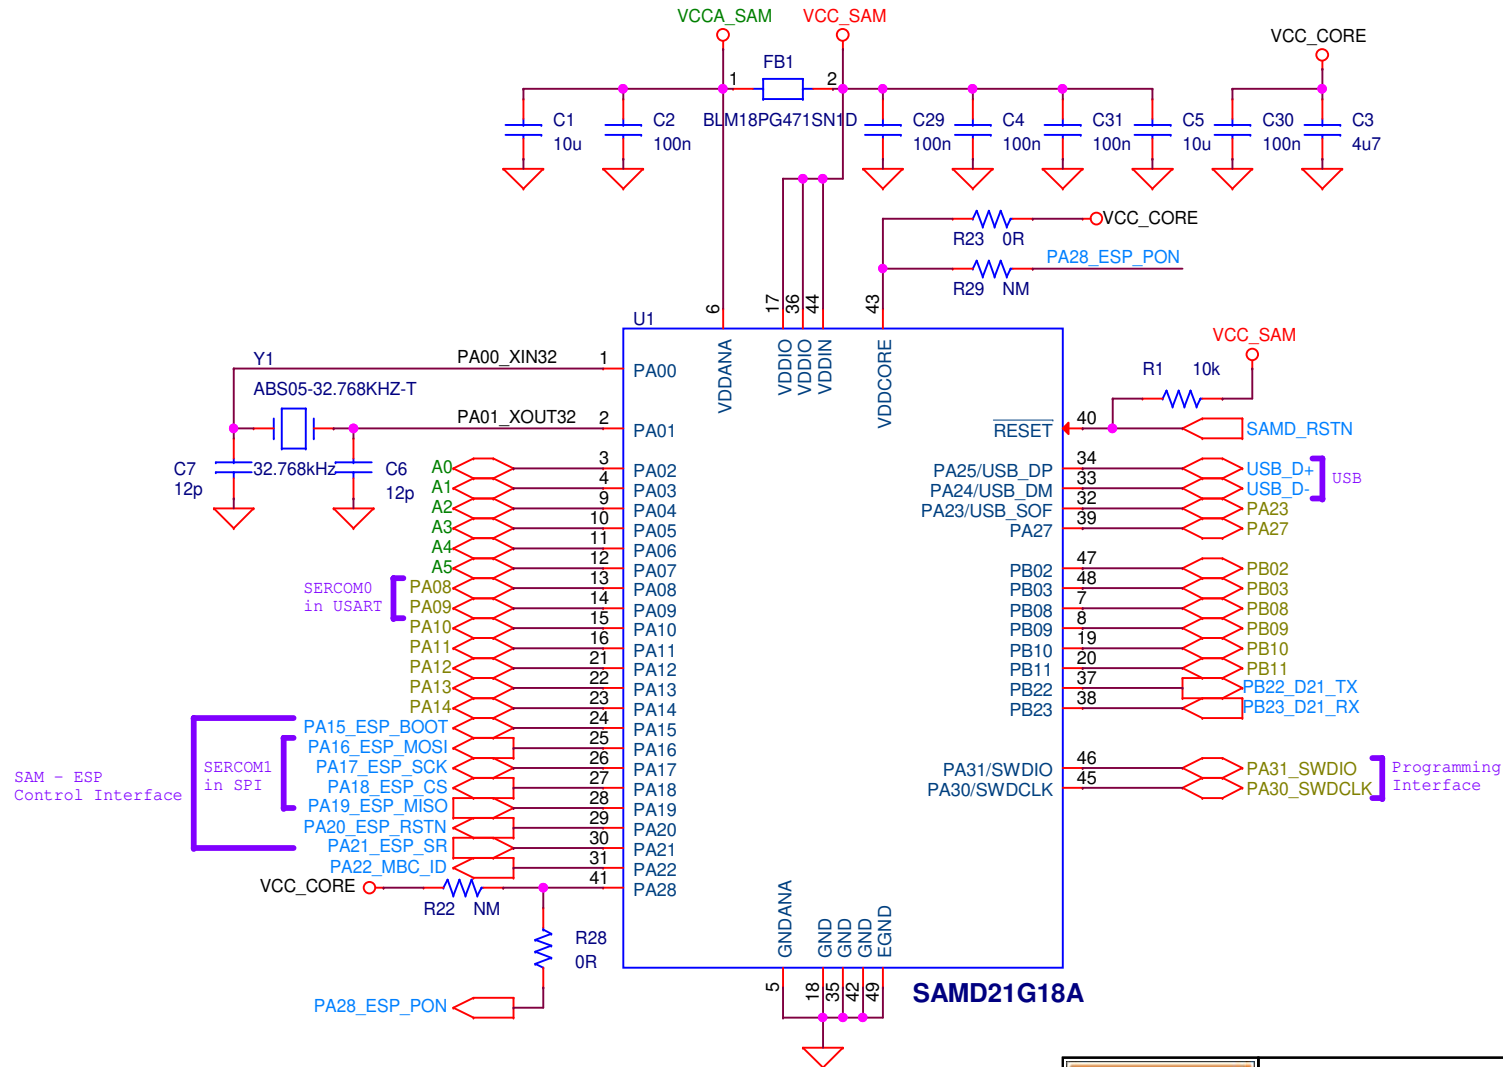 VCCA_SAM VCC_SAM
VCC_CORE
FB1
1 2
C1 C2 BLM18PG471SN1D C29 C4 C31 C5 C30 C3
10u 100n 100n 100n 100n 10u 100n 4u7
VCC_CORE
R23 0R
PA28_ESP_PON
R29 NM
6 17 36 44 43
U1
VDDANA VDDIO VDDIO VDDIN VDDCORE
VCC_SAM
R1 10k
Y1 PA00_XIN32 1 PA00
ABS05-32.768KHZ-T
PA01_XOUT32 2 PA01
RESET 40 SAMD_RSTN
C7 32.768kHz C6
12p 12p
A0 3 PA02
A1 4 PA03
A2 9 PA04
A3 10 PA05
A4 11 PA06
A5 12 PA07
SERCOM0
in USART
PA08 13 PA08
PA09 14 PA09
PA10 15 PA10
PA11 16 PA11
PA12 21 PA12
PA13 22 PA13
PA14 23 PA14
PA15_ESP_BOOT 24 PA15
PA16_ESP_MOSI 25 PA16
PA17_ESP_SCK 26 PA17
PA18_ESP_CS 27 PA18
PA19_ESP_MISO 28 PA19
PA20_ESP_RSTN 29 PA20
PA21_ESP_SR 30 PA21
PA22_MBC_ID 31 PA22
VCC_CORE 41 PA28
R22 NM
SERCOM1
in SPI
SAM - ESP
Control Interface
R28
0R
PA28_ESP_PON
PA25/USB_DP 34 USB_D+
PA24/USB_DM 33 USB_D-
USB
PA23/USB_SOF 32 PA23
PA27 39 PA27
PB02 47 PB02
PB03 48 PB03
PB08 7 PB08
PB09 8 PB09
PB10 19 PB10
PB11 20 PB11
PB22 37 PB22_D21_TX
PB23 38 PB23_D21_RX
PA31/SWDIO 46 PA31_SWDIO
PA30/SWDCLK 45 PA30_SWDCLK
Programming
Interface
GNDANA GND GND GND EGND
5 18 35 42 49
SAMD21G18A